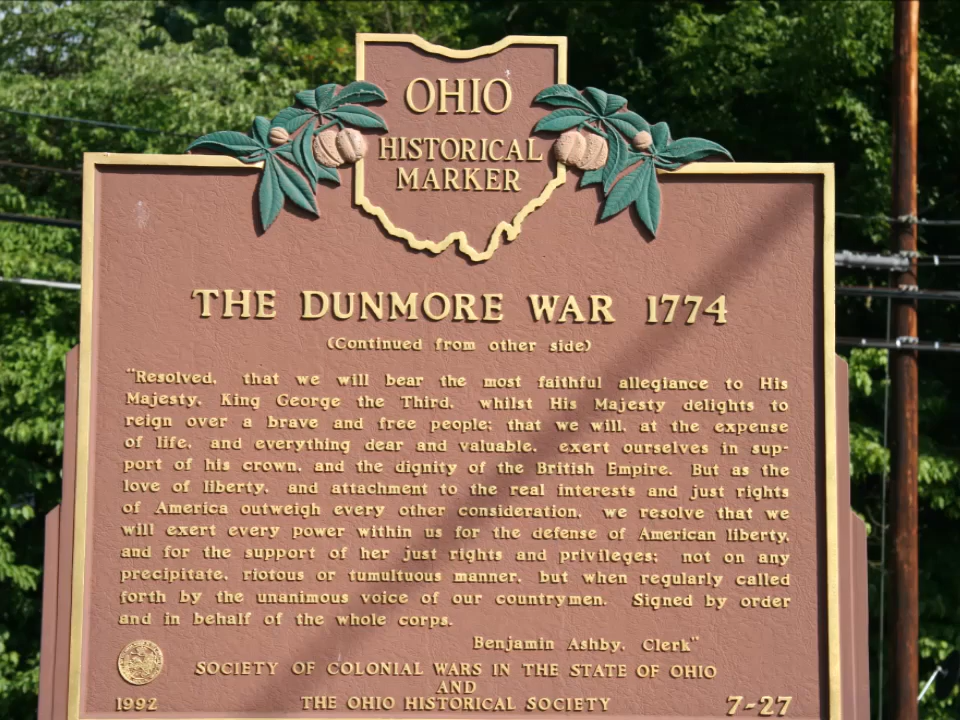 OHIO
HISTORICAL
MARKER
THE DUNMORE WAR 1774
(Continued from other side)
"Resolved, that we will bear the most faithful allegiance to His
Majesty, King George the Third, whilst His Majesty delights to
reign over a brave and free people; that we will, at the expense
of life, and everything dear and valuable, exert ourselves in sup-
port of his crown, and the dignity of the British Empire. But as the
love of liberty, and attachment to the real interests and just rights
of America outweigh every other consideration, we resolve that we
will exert every power within us for the defense of American liberty,
and for the support of her just rights and privileges; not on any
precipitate, riotous or tumultuous manner, but when regularly called
forth by the unanimous voice of our countrymen. Signed by order
and in behalf of the whole corps.
Benjamin Ashby, Clerk"
SOCIETY OF COLONIAL WARS IN THE STATE OF OHIO
AND
1992 THE OHIO HISTORICAL SOCIETY 7-27